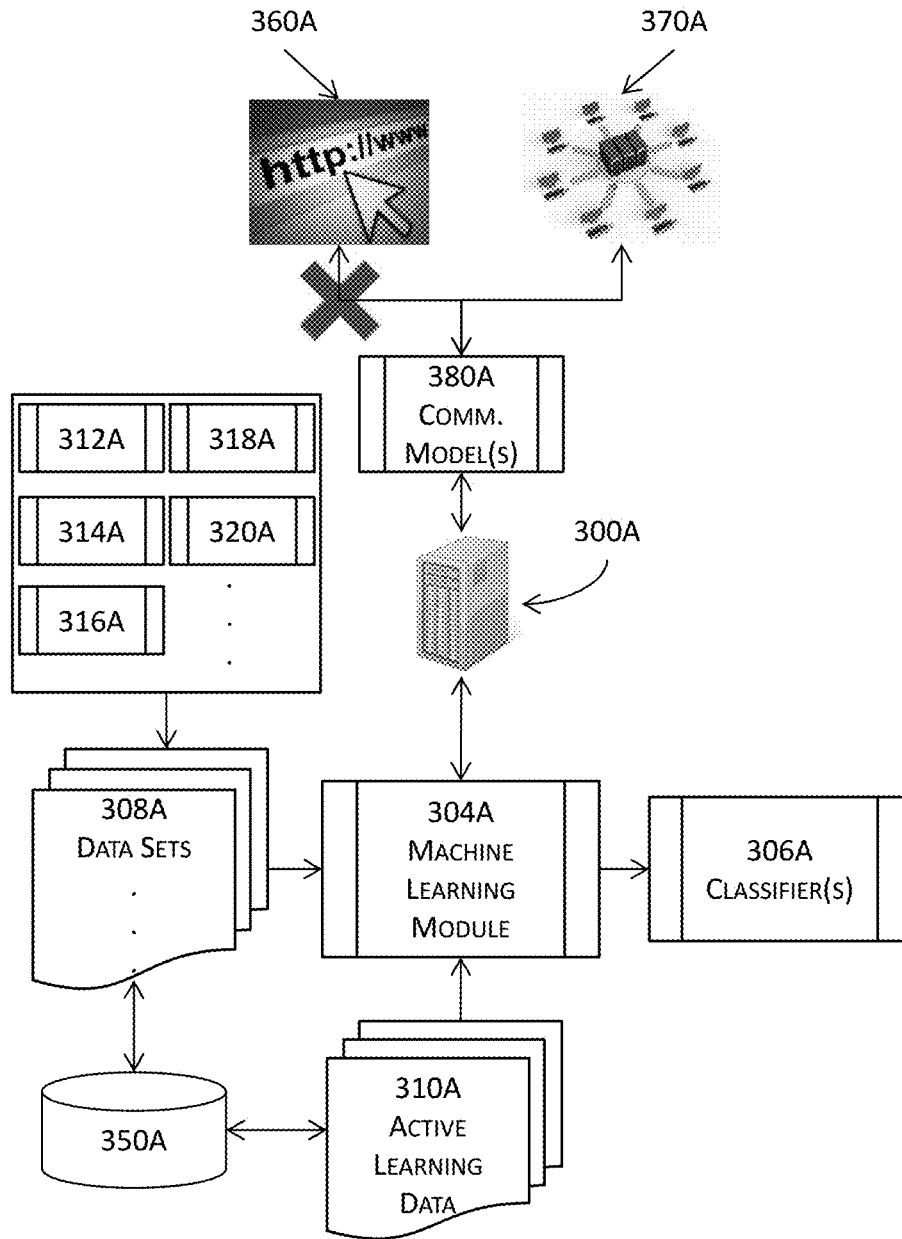 360A
370A
http://www
380A
COMM.
MODEL(S)
312A
318A
314A
320A
316A
300A
308A
DATA SETS
304A
MACHINE
LEARNING
MODULE
306A
CLASSIFIER(S)
310A
ACTIVE
LEARNING
DATA
350A